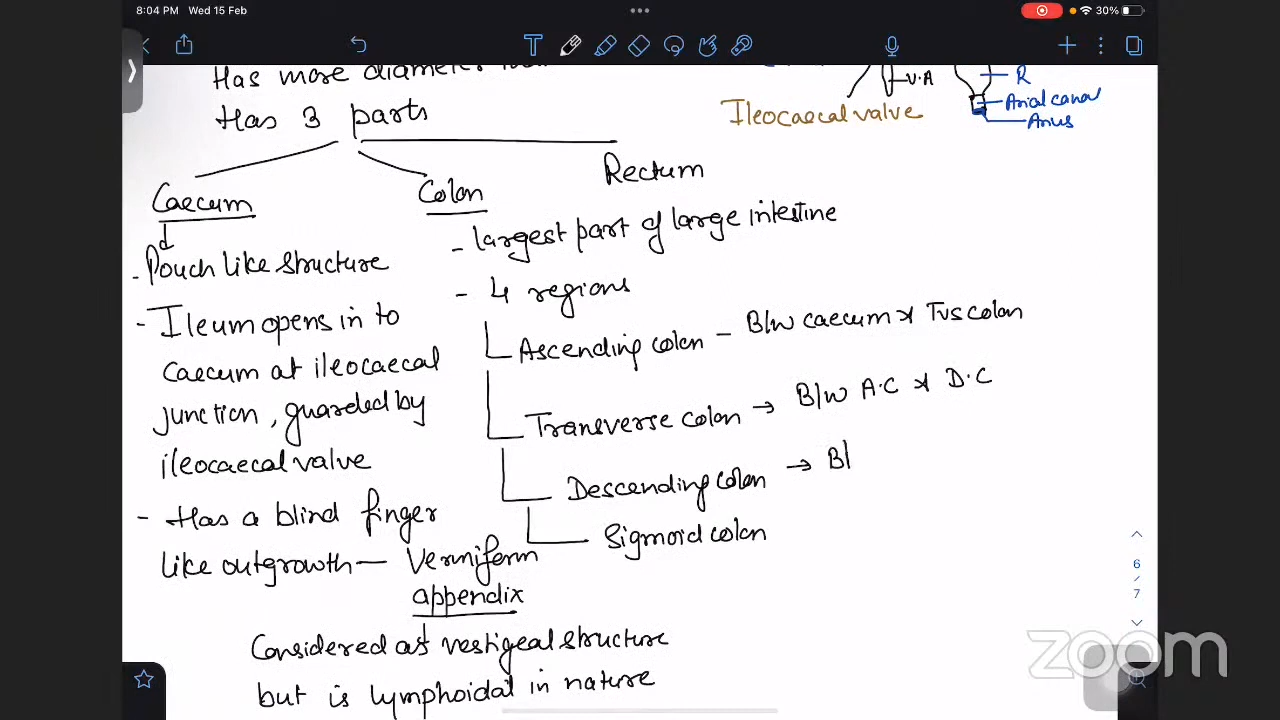 8:04 PM Wed 15 Feb
30%
Has more diameter
Has 3 parts
V.A
R
Anal canal
Anus
Ileocaecal valve
Caecum
Colon
Rectum
- Pouch like structure
- Ileum opens in to
caecum at ileocaecal
junction, guarded by
ileocaecal valve
- Has a blind finger
like outgrowth — Vermiform
appendix
Considered as vestigeal structure
but is lymphoidal in nature
- largest part of large intestine
- 4 regions
Ascending colon - B/w caecum & Tvs colon
Transverse colon → B/w A.C & D.C
Descending colon → B/
Sigmoid colon
6
/
7
zoom